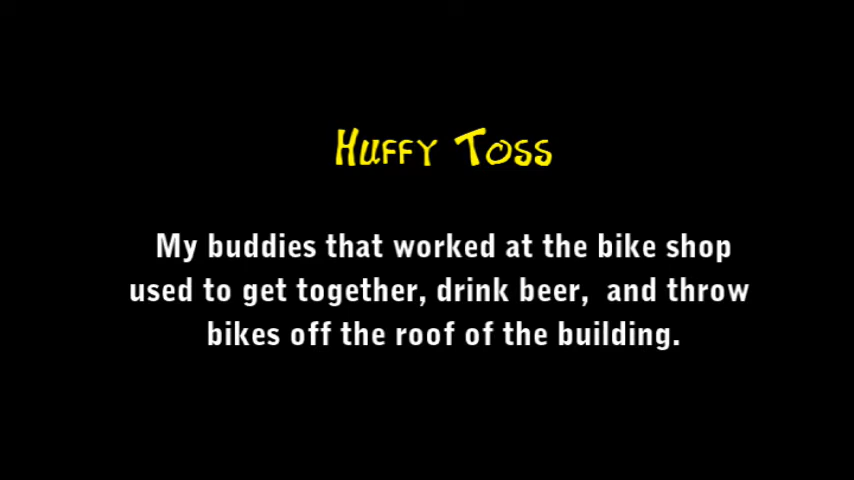 Huffy Toss
My buddies that worked at the bike shop
used to get together, drink beer,  and throw
bikes off the roof of the building.